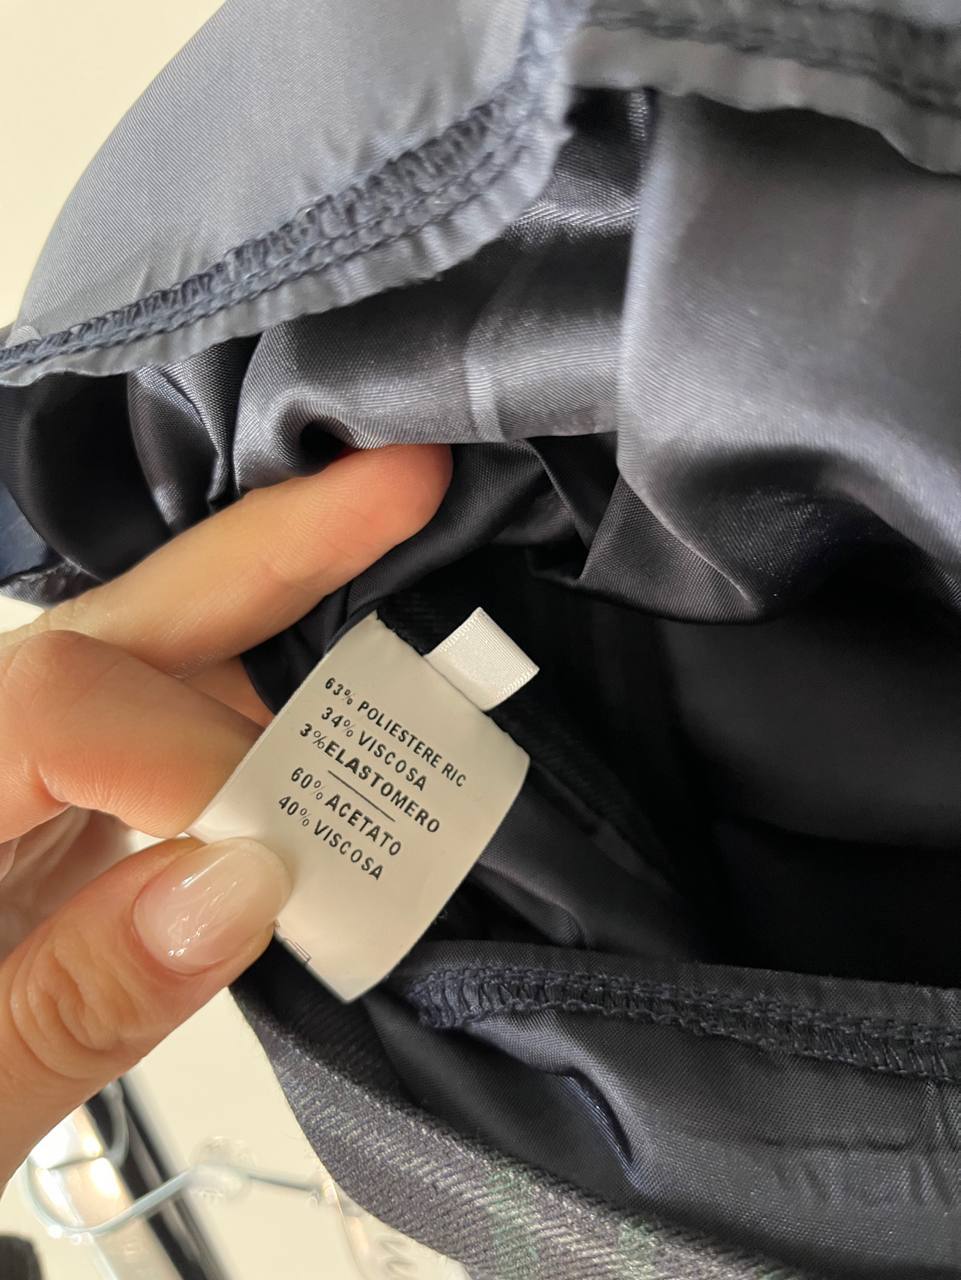 63% POLIESTERE RIC
34% VISCOSA
3%ELASTOMERO
60% ACETATO
40% VISCOSA